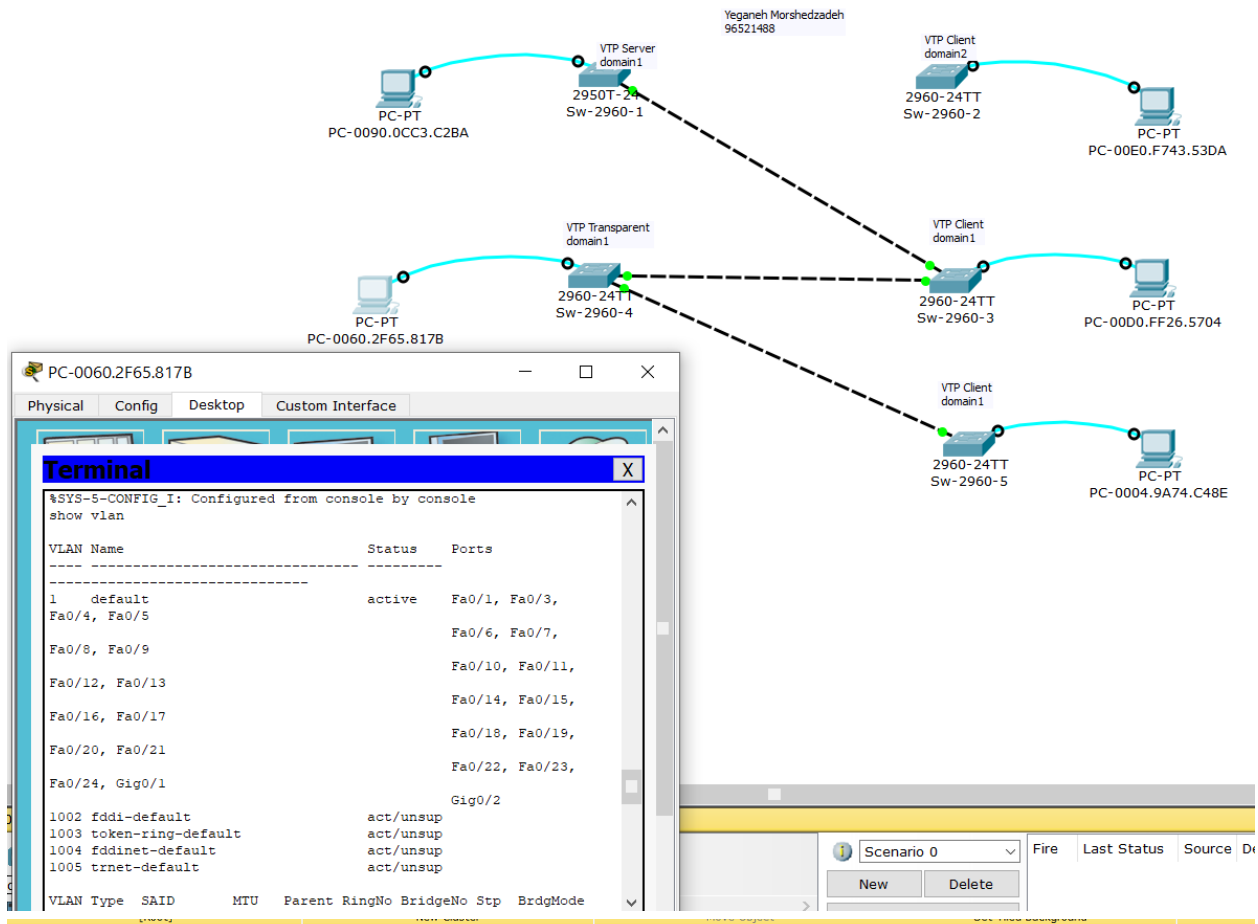 Yeganeh Morshedzadeh
96521488
VTP Server
domain1
2950T-24
Sw-2960-1
PC-PT
PC-0090.0CC3.C2BA
VTP Client
domain2
2960-24TT
Sw-2960-2
PC-PT
PC-00E0.F743.53DA
VTP Transparent
domain1
2960-24TT
Sw-2960-4
PC-PT
PC-0060.2F65.817B
VTP Client
domain1
2960-24TT
Sw-2960-3
PC-PT
PC-00D0.FF26.5704
VTP Client
domain1
2960-24TT
Sw-2960-5
PC-PT
PC-0004.9A74.C48E
PC-0060.2F65.817B
Physical Config Desktop Custom Interface
Terminal X
%SYS-5-CONFIG_I: Configured from console by console
show vlan
VLAN Name Status Ports
---- -------------------------------- ---------
-------------------------------
1 default active Fa0/1, Fa0/3,
Fa0/4, Fa0/5
Fa0/6, Fa0/7,
Fa0/8, Fa0/9
Fa0/10, Fa0/11,
Fa0/12, Fa0/13
Fa0/14, Fa0/15,
Fa0/16, Fa0/17
Fa0/18, Fa0/19,
Fa0/20, Fa0/21
Fa0/22, Fa0/23,
Fa0/24, Gig0/1
Gig0/2
1002 fddi-default act/unsup
1003 token-ring-default act/unsup
1004 fddinet-default act/unsup
1005 trnet-default act/unsup
VLAN Type SAID MTU Parent RingNo BridgeNo Stp BrdgMode
Scenario 0
New Delete
Fire Last Status Source